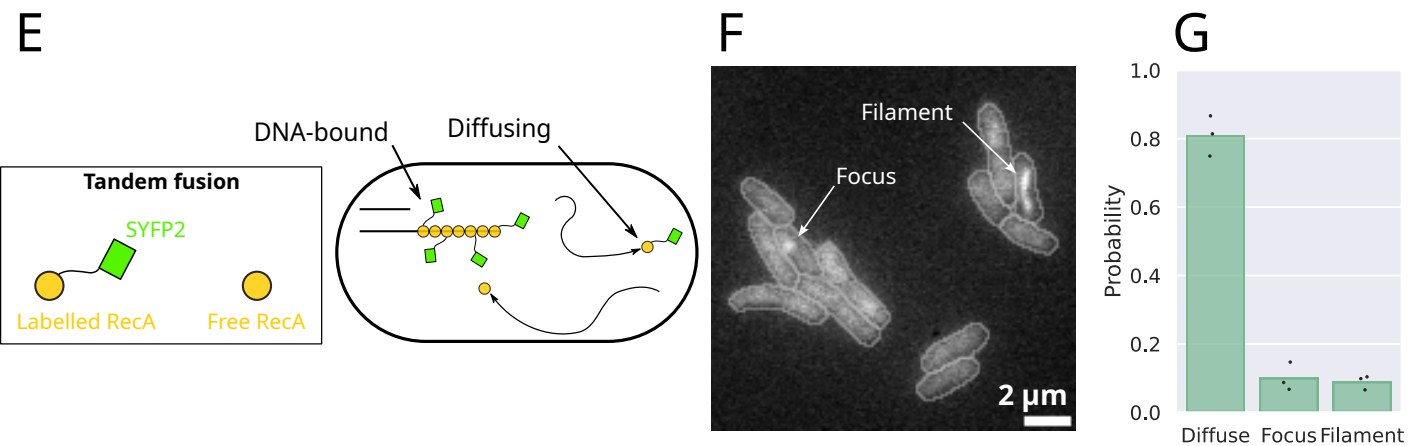 E
DNA-bound
Diffusing
Tandem fusion
SYFP2
Labelled RecA
Free RecA
F
Filament
Focus
2 µm
G
Probability
1.0
0.8
0.6
0.4
0.2
0.0
Diffuse Focus Filament